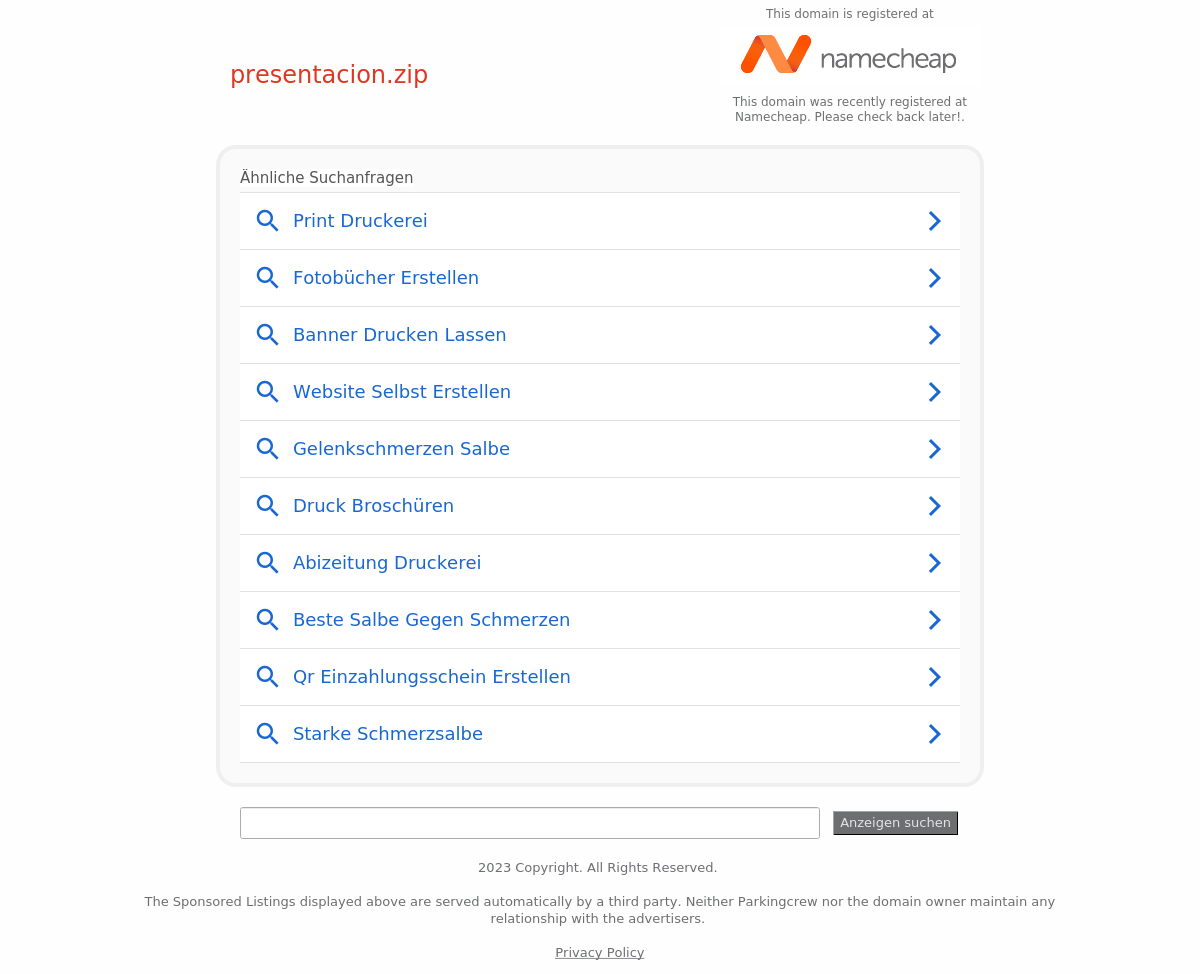 This domain is registered at
namecheap
presentacion.zip
This domain was recently registered at
Namecheap. Please check back later!.
Ähnliche Suchanfragen
Print Druckerei
Fotobücher Erstellen
Banner Drucken Lassen
Website Selbst Erstellen
Gelenkschmerzen Salbe
Druck Broschüren
Abizeitung Druckerei
Beste Salbe Gegen Schmerzen
Qr Einzahlungsschein Erstellen
Starke Schmerzsalbe
Anzeigen suchen
2023 Copyright. All Rights Reserved.
The Sponsored Listings displayed above are served automatically by a third party. Neither Parkingcrew nor the domain owner maintain any
relationship with the advertisers.
Privacy Policy